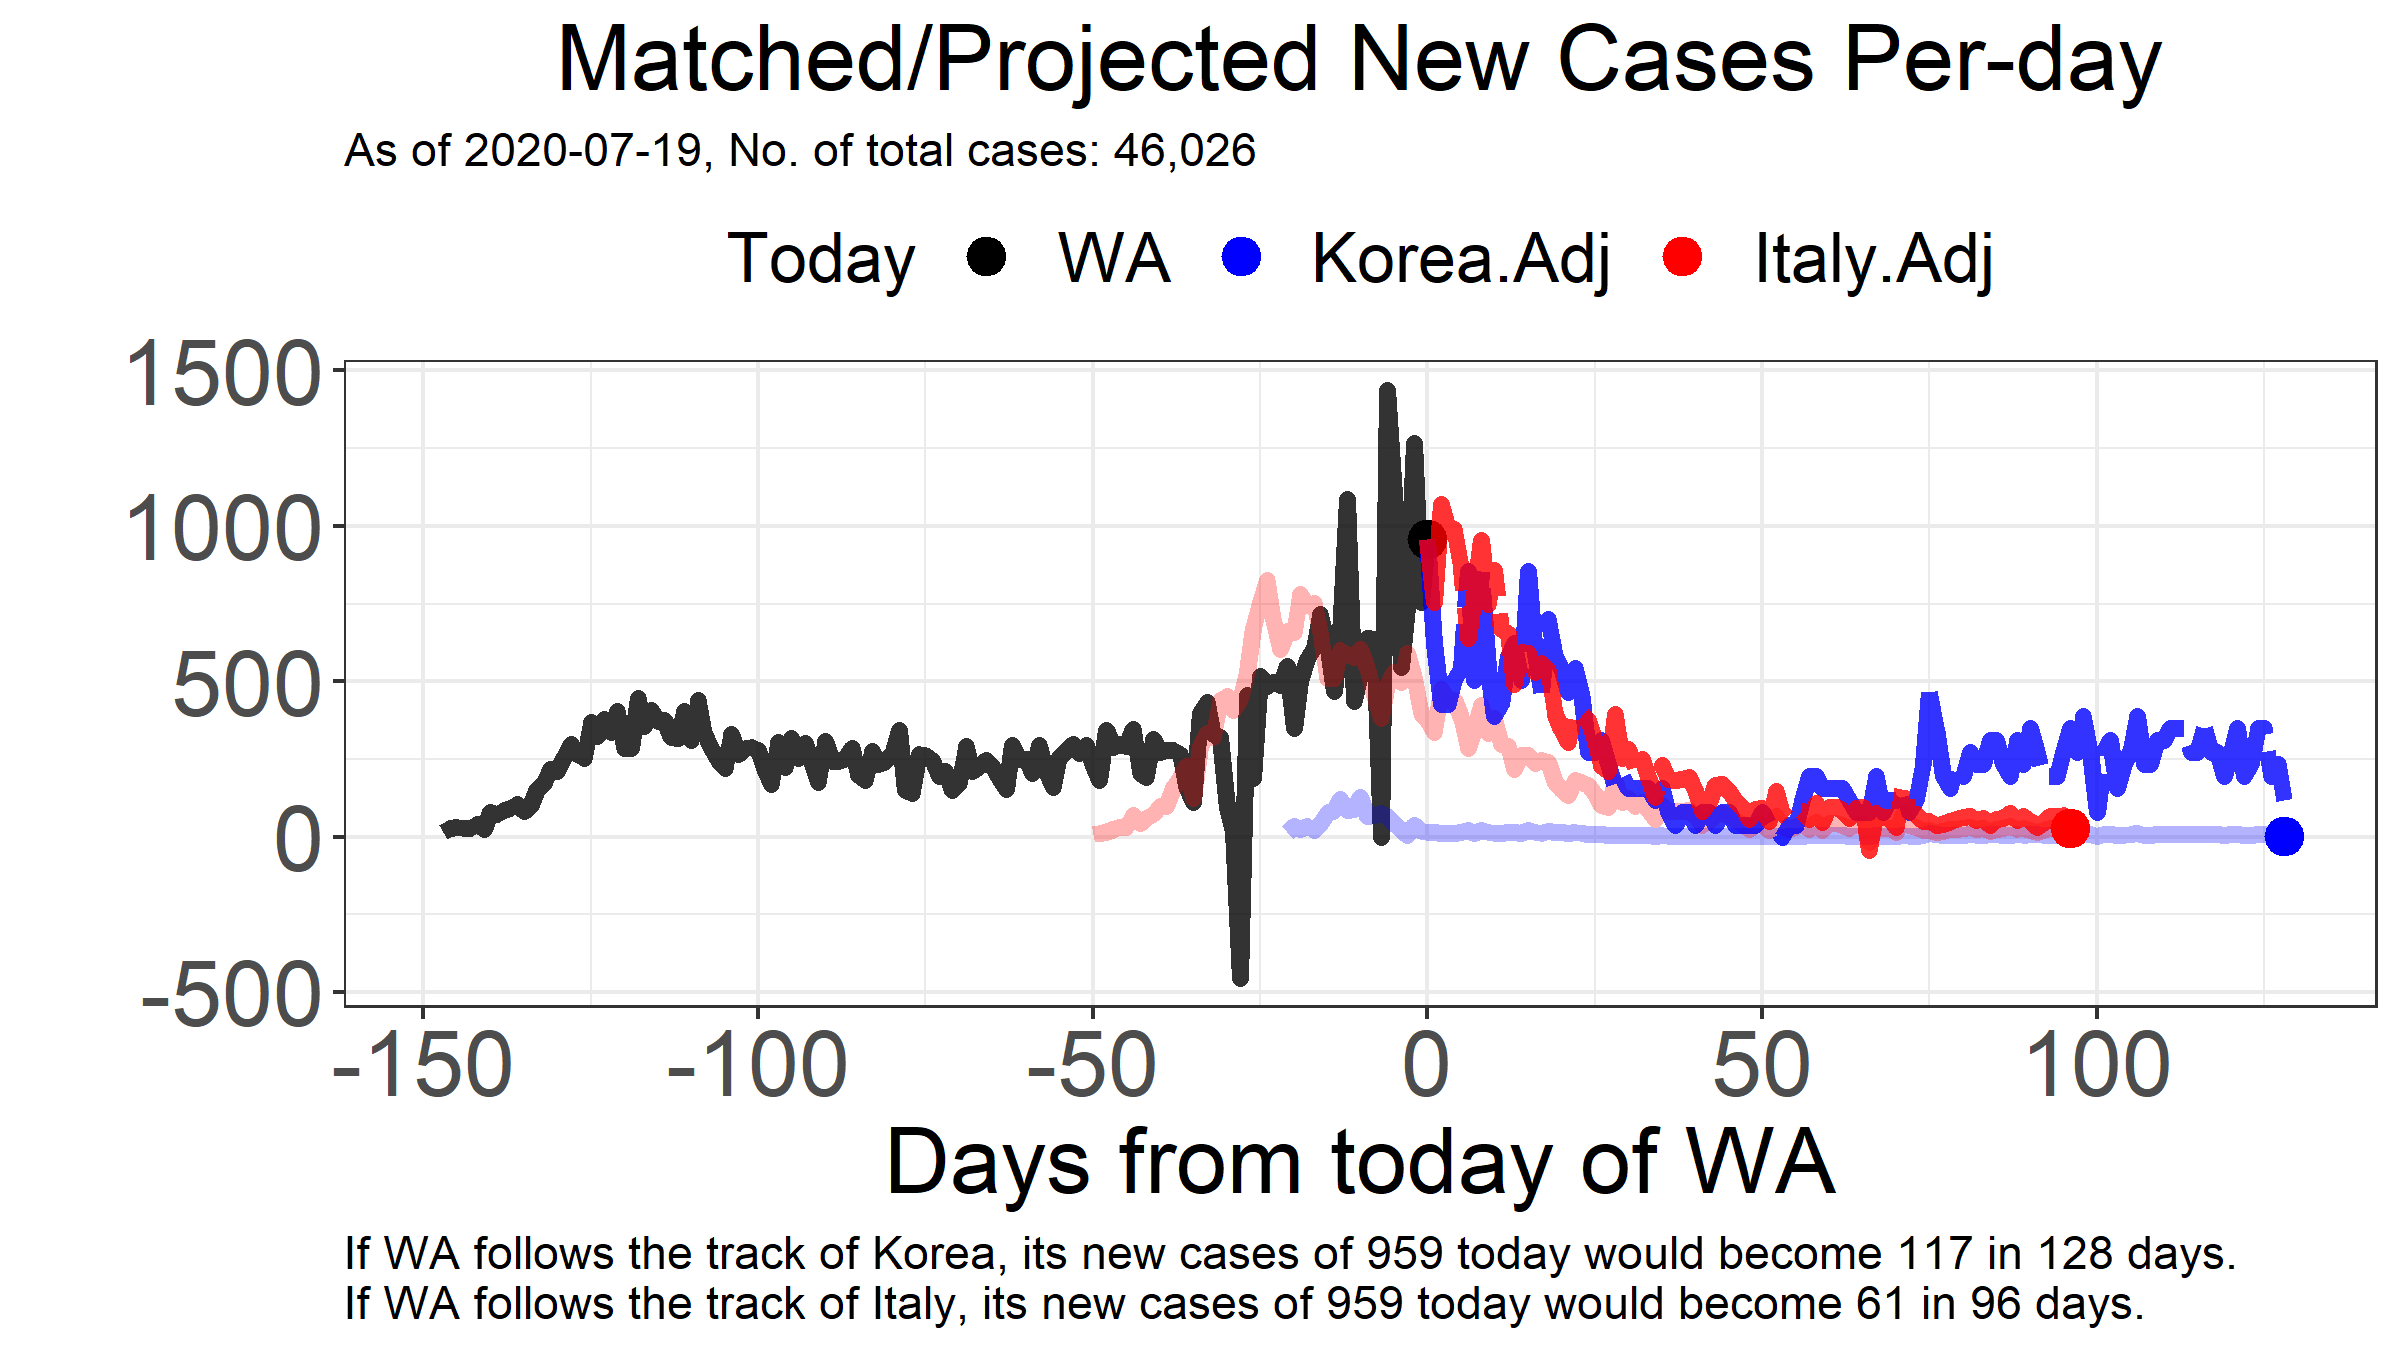 Matched/Projected New Cases Per-day
As of 2020-07-19, No. of total cases: 46,026
Today WA Korea.Adj Italy.Adj
1500
1000
500
0
-500
-150 -100 -50 0 50 100
Days from today of WA
If WA follows the track of Korea, its new cases of 959 today would become 117 in 128 days.
If WA follows the track of Italy, its new cases of 959 today would become 61 in 96 days.